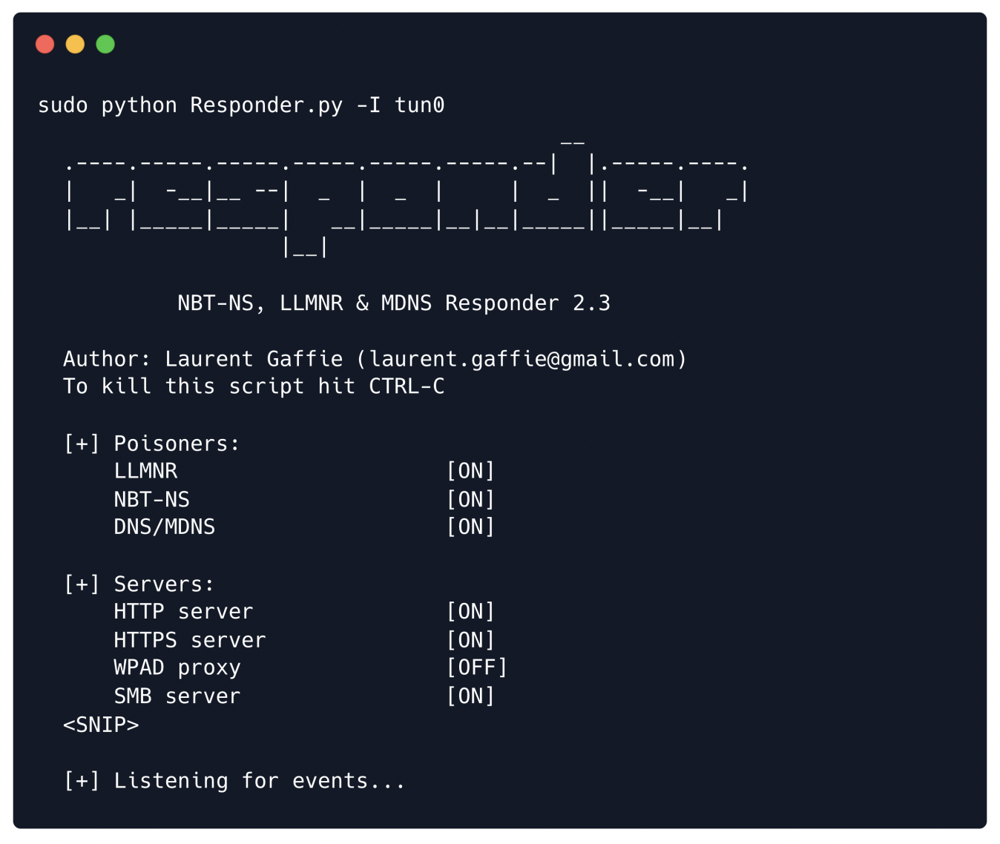 sudo python Responder.py -I tun0
                                         __
  .----.-----.-----.-----.-----.-----.--|  |.-----.----.
  |   _|  -__|__ --|  _  |  _  |     |  _  ||  -__|   _|
  |__| |_____|_____|   __|_____|__|__|_____||_____|__|
                   |__|
NBT-NS, LLMNR & MDNS Responder 2.3
Author: Laurent Gaffie (laurent.gaffie@gmail.com)
To kill this script hit CTRL-C
[+] Poisoners:
LLMNR [ON]
NBT-NS [ON]
DNS/MDNS [ON]
[+] Servers:
HTTP server [ON]
HTTPS server [ON]
WPAD proxy [OFF]
SMB server [ON]
<SNIP>
[+] Listening for events...